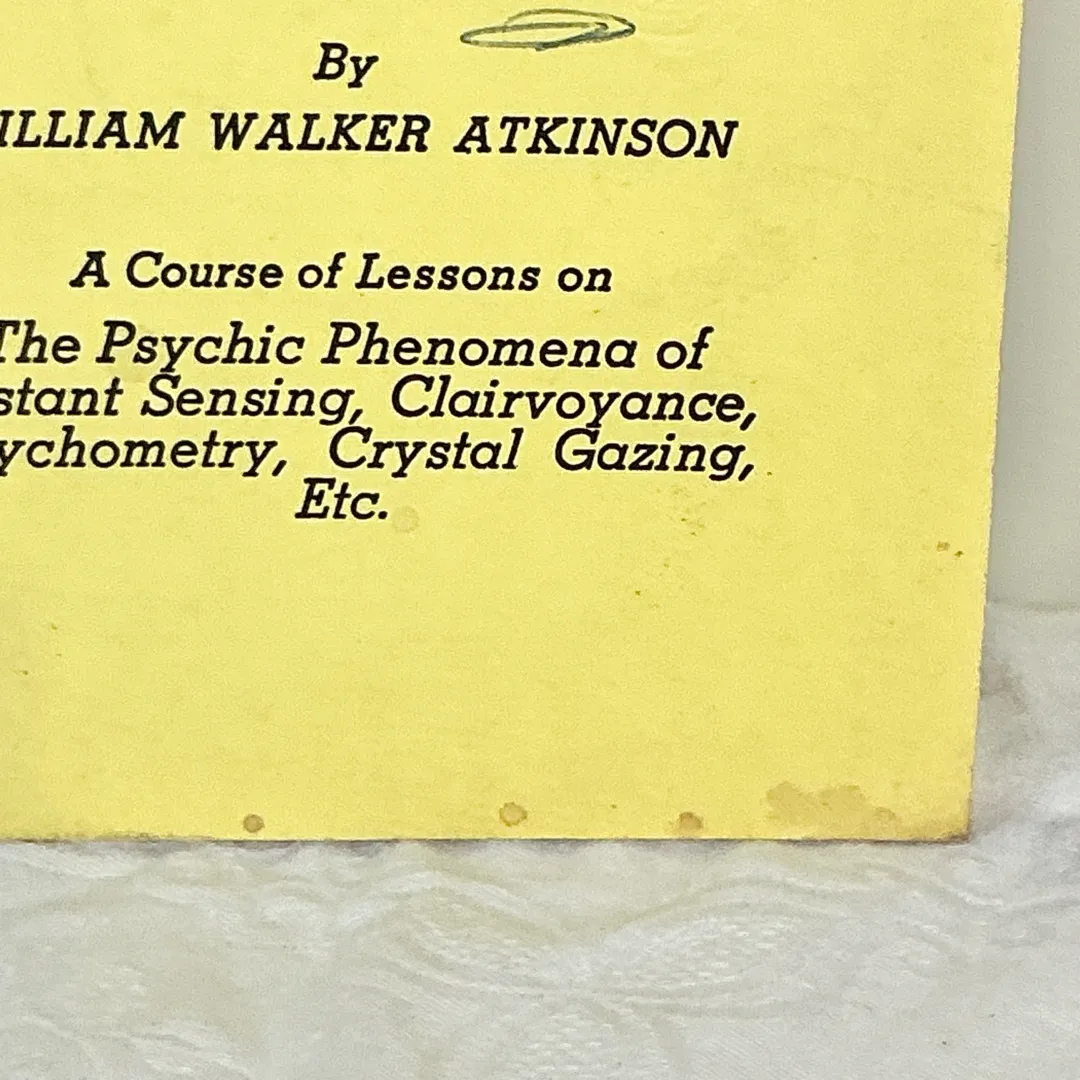 By
ILLIAM WALKER ATKINSON
A Course of Lessons on
The Psychic Phenomena of
stant Sensing, Clairvoyance,
ychometry, Crystal Gazing,
Etc.